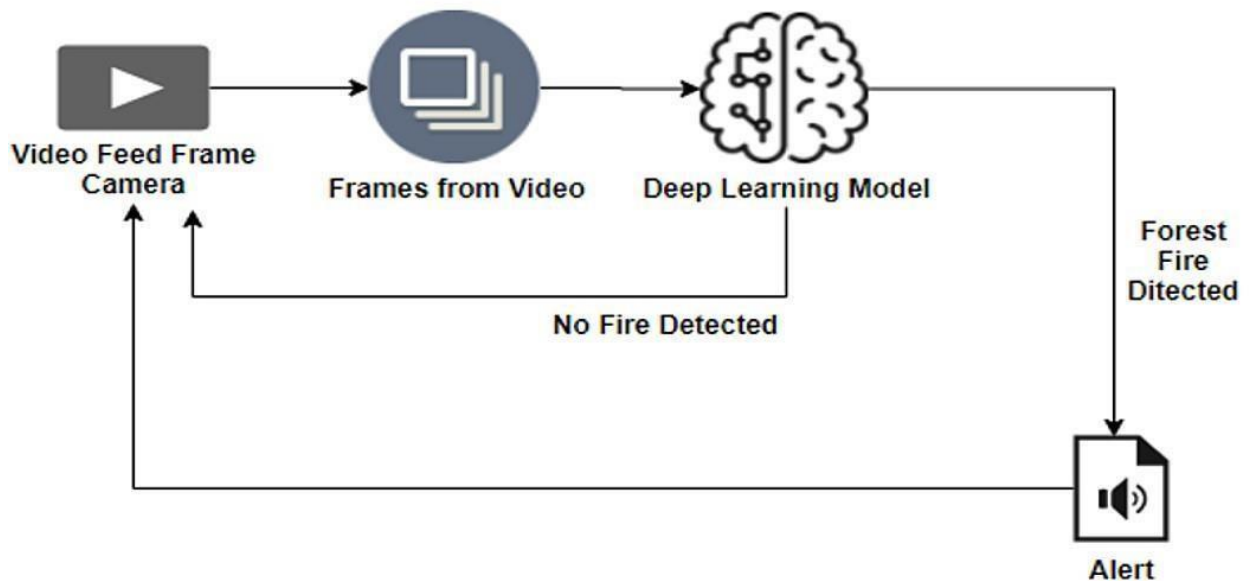 Video Feed Frame
Camera
Frames from Video
Deep Learning Model
Forest
Fire
Ditected
No Fire Detected
Alert